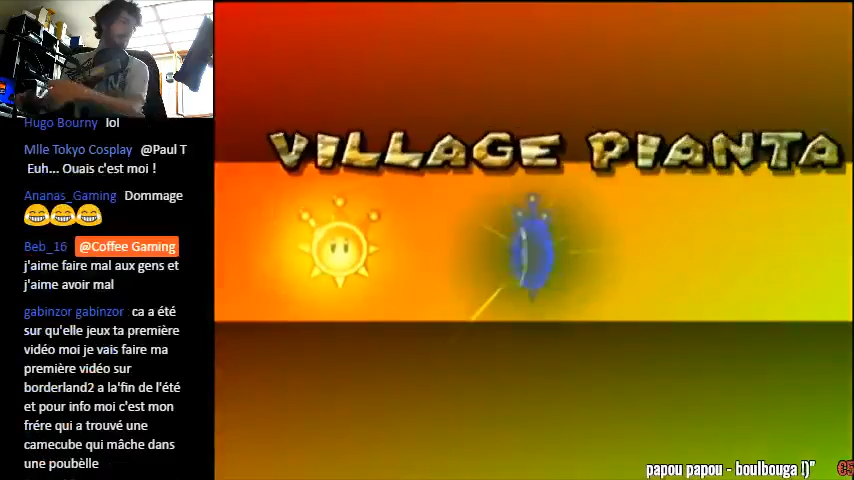 VILLAGE PIANTA
Hugo Bourny lol
Mlle Tokyo Cosplay @Paul T
Euh... Ouais c'est moi !
Ananas_Gaming Dommage
😂😂😂
Beb_16 @Coffee Gaming
j'aime faire mal aux gens et
j'aime avoir mal
gabinzor gabinzor : ca a été
sur qu'elle jeux ta première
vidéo moi je vais faire ma
première vidéo sur
borderland2 a la'fin de l'été
et pour info moi c'est mon
frére qui a trouvé une
camecube qui mâche dans
une poubèlle
papou papou - boulbouga !)"